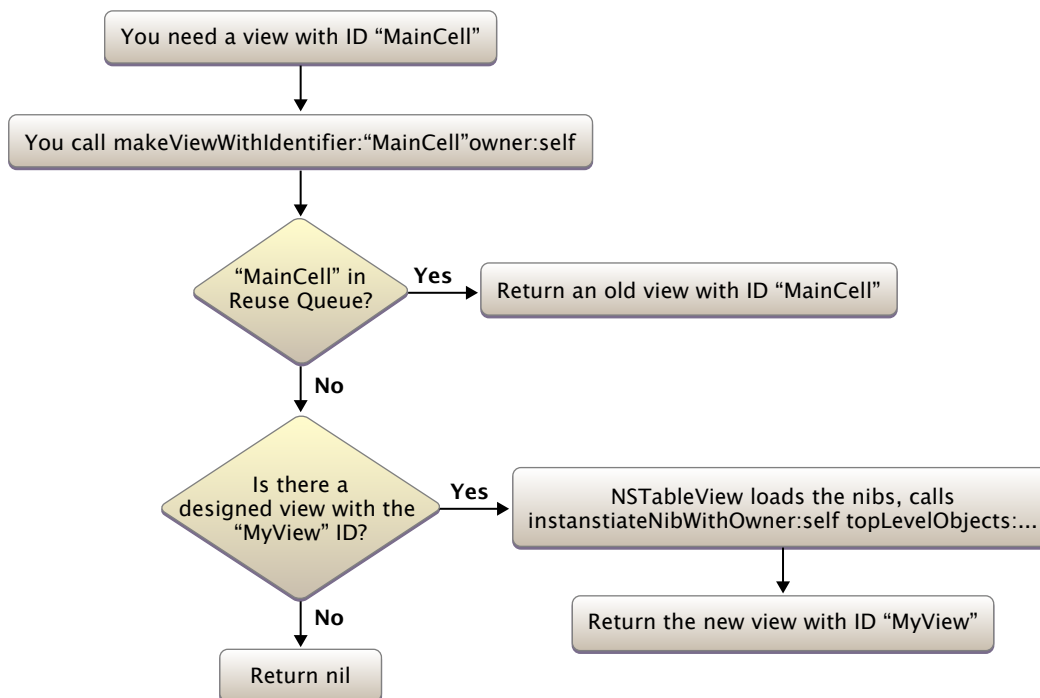 You need a view with ID “MainCell”
You call makeViewWithIdentifier:“MainCell”owner:self
“MainCell” in
Reuse Queue?
Yes
Return an old view with ID “MainCell”
No
Is there a
designed view with the
“MyView” ID?
Yes
NSTableView loads the nibs, calls
instanstiateNibWithOwner:self topLevelObjects:...
Return the new view with ID “MyView”
No
Return nil